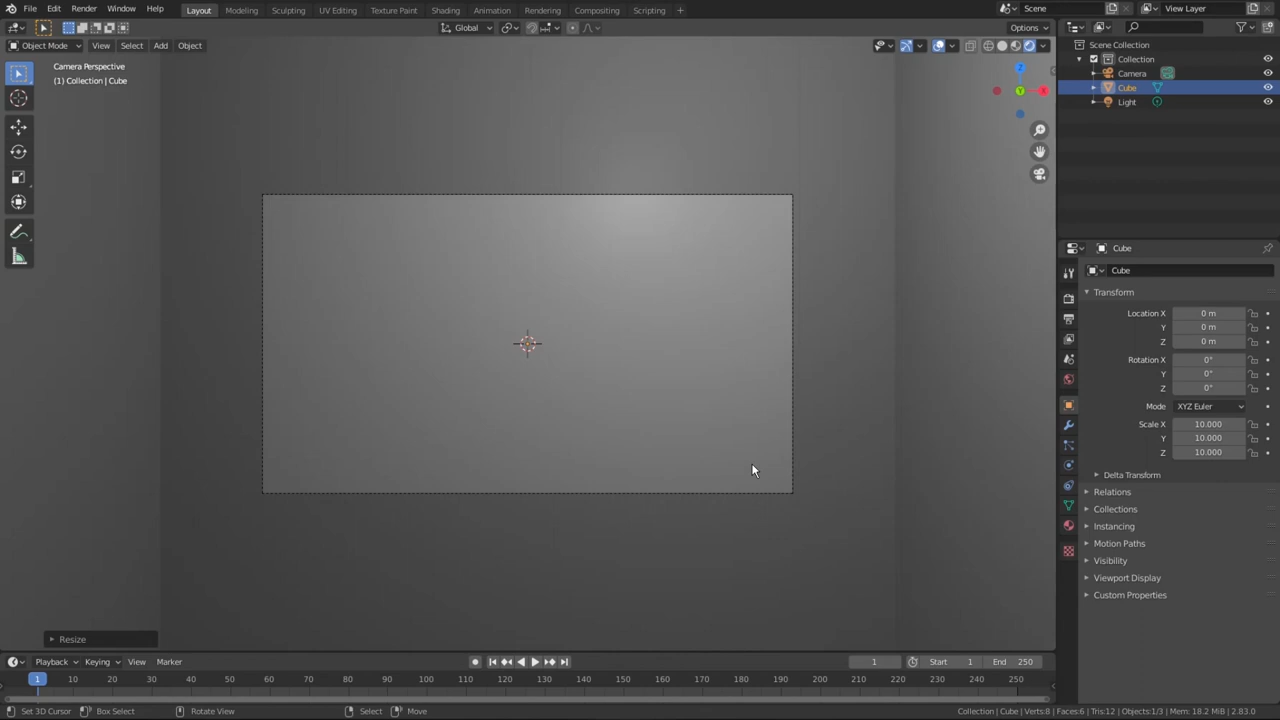 File Edit Render Window Help Layout Modeling Sculpting UV Editing Texture Paint Shading Animation Rendering Compositing Scripting + Scene View Layer
Global Options
Object Mode View Select Add Object
Scene Collection
Collection
Camera
Cube
Light
Camera Perspective
(1) Collection | Cube
Z
Y
X
Cube
Cube
Transform
Location X 0 m
Y 0 m
Z 0 m
Rotation X 0°
Y 0°
Z 0°
Mode XYZ Euler
Scale X 10.000
Y 10.000
Z 10.000
Delta Transform
Relations
Collections
Instancing
Motion Paths
Visibility
Viewport Display
Custom Properties
Resize
Playback Keying View Marker 1 Start 1 End 250
1 10 20 30 40 50 60 70 80 90 100 110 120 130 140 150 160 170 180 190 200 210 220 230 240 250
Set 3D Cursor Box Select Rotate View Select Move Collection | Cube | Verts:8 | Faces:6 | Tris:12 | Objects:1/3 | Mem: 18.2 MiB | 2.83.0